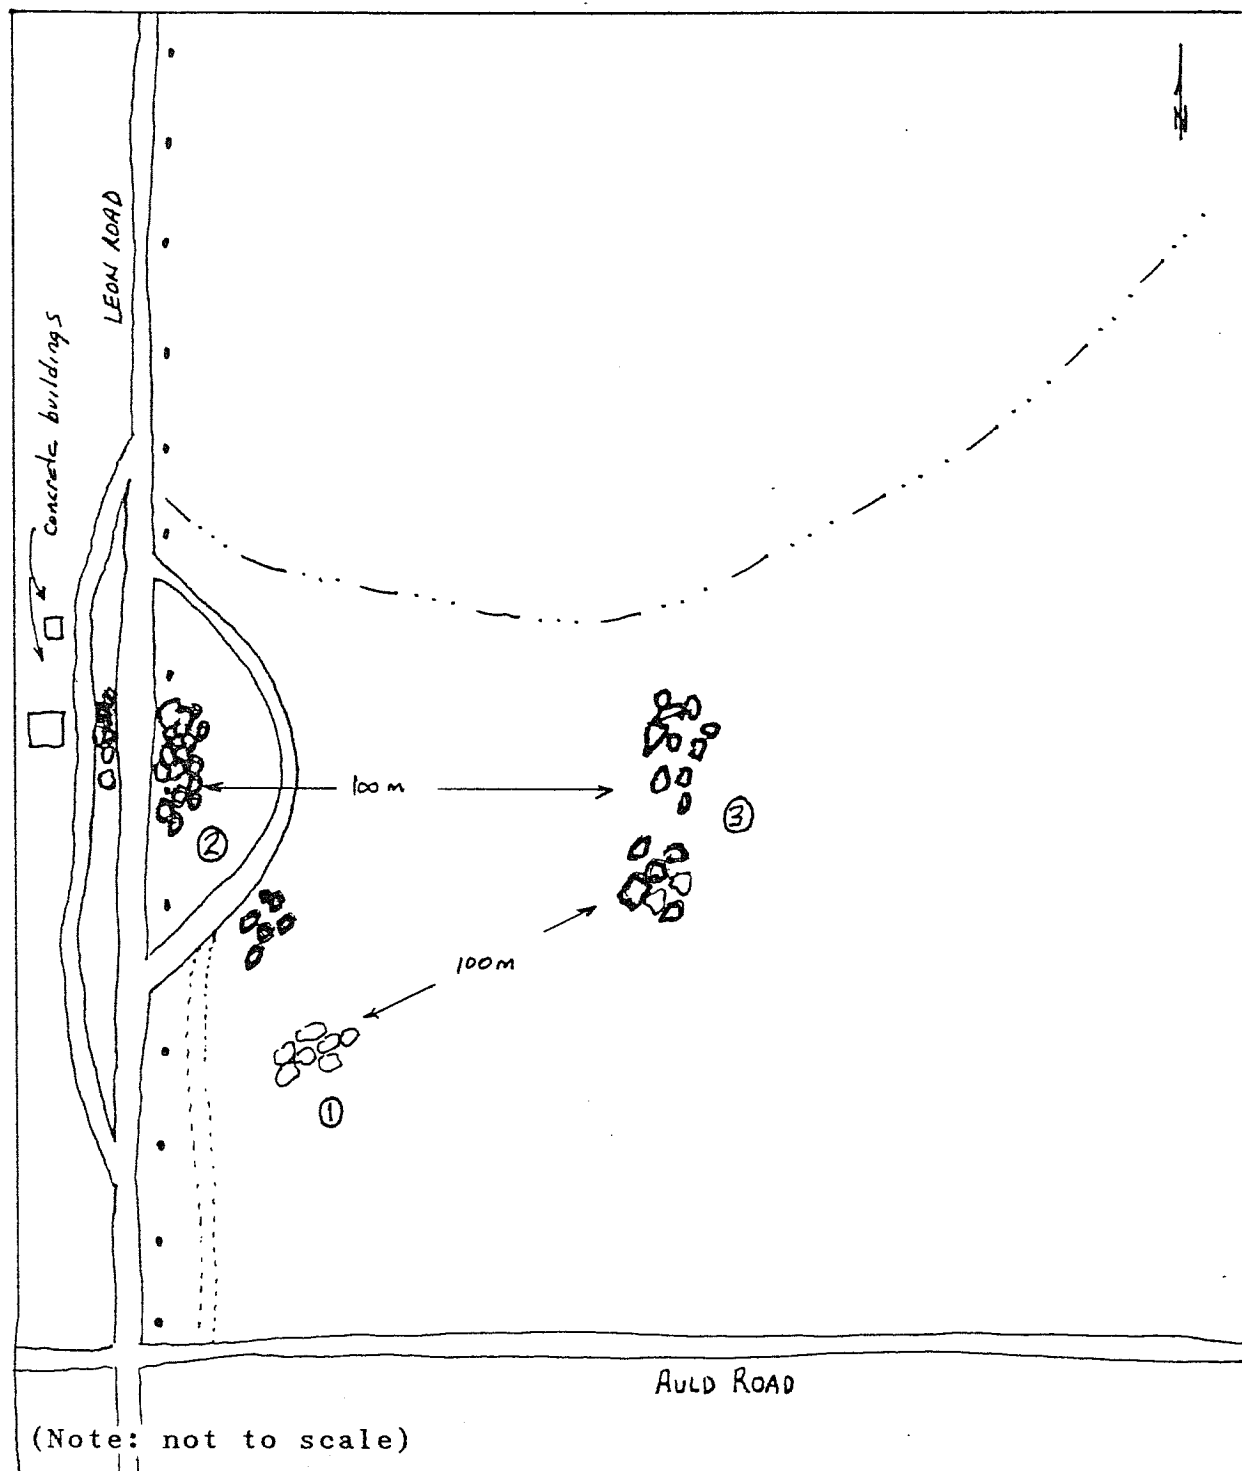 N
LEON ROAD
concrete buildings
100 m
②
③
100m
①
AULD ROAD
(Note: not to scale)